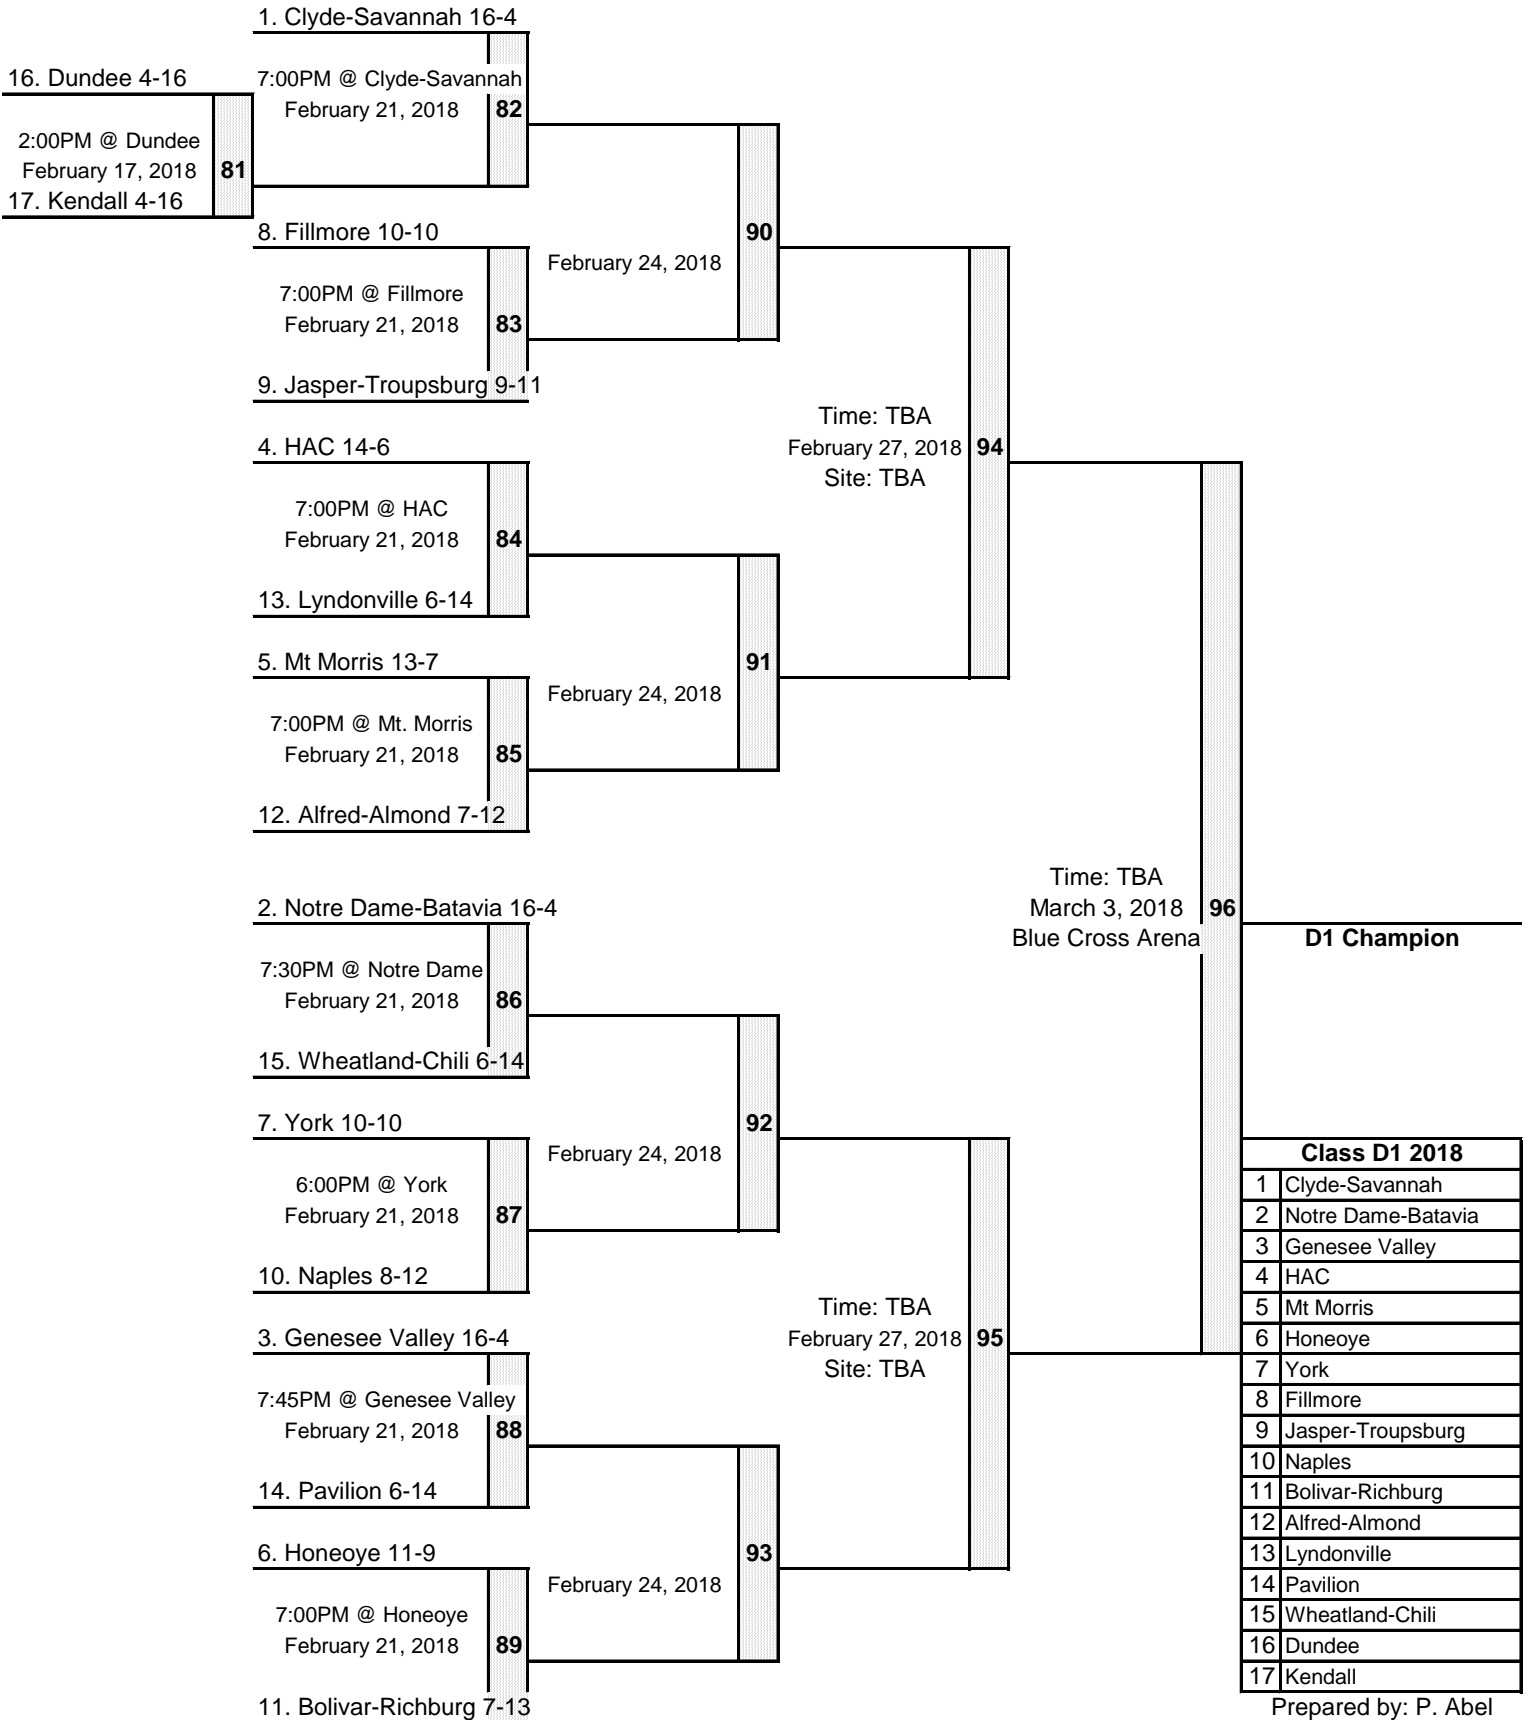 1. Clyde-Savannah 16-4
16. Dundee 4-16
7:00PM @ Clyde-Savannah
February 21, 2018
82
2:00PM @ Dundee
February 17, 2018
81
17. Kendall 4-16
8. Fillmore 10-10
90
February 24, 2018
7:00PM @ Fillmore
February 21, 2018
83
9. Jasper-Troupsburg 9-11
Time: TBA
February 27, 2018
94
Site: TBA
4. HAC 14-6
7:00PM @ HAC
February 21, 2018
84
13. Lyndonville 6-14
5. Mt Morris 13-7
91
February 24, 2018
7:00PM @ Mt. Morris
February 21, 2018
85
12. Alfred-Almond 7-12
Time: TBA
March 3, 2018
96
Blue Cross Arena
D1 Champion
2. Notre Dame-Batavia 16-4
7:30PM @ Notre Dame
February 21, 2018
86
15. Wheatland-Chili 6-14
7. York 10-10
92
February 24, 2018
6:00PM @ York
February 21, 2018
87
10. Naples 8-12
Time: TBA
February 27, 2018
95
Site: TBA
3. Genesee Valley 16-4
7:45PM @ Genesee Valley
February 21, 2018
88
14. Pavilion 6-14
6. Honeoye 11-9
93
February 24, 2018
7:00PM @ Honeoye
February 21, 2018
89
11. Bolivar-Richburg 7-13
Class D1 2018
1 Clyde-Savannah
2 Notre Dame-Batavia
3 Genesee Valley
4 HAC
5 Mt Morris
6 Honeoye
7 York
8 Fillmore
9 Jasper-Troupsburg
10 Naples
11 Bolivar-Richburg
12 Alfred-Almond
13 Lyndonville
14 Pavilion
15 Wheatland-Chili
16 Dundee
17 Kendall
Prepared by: P. Abel